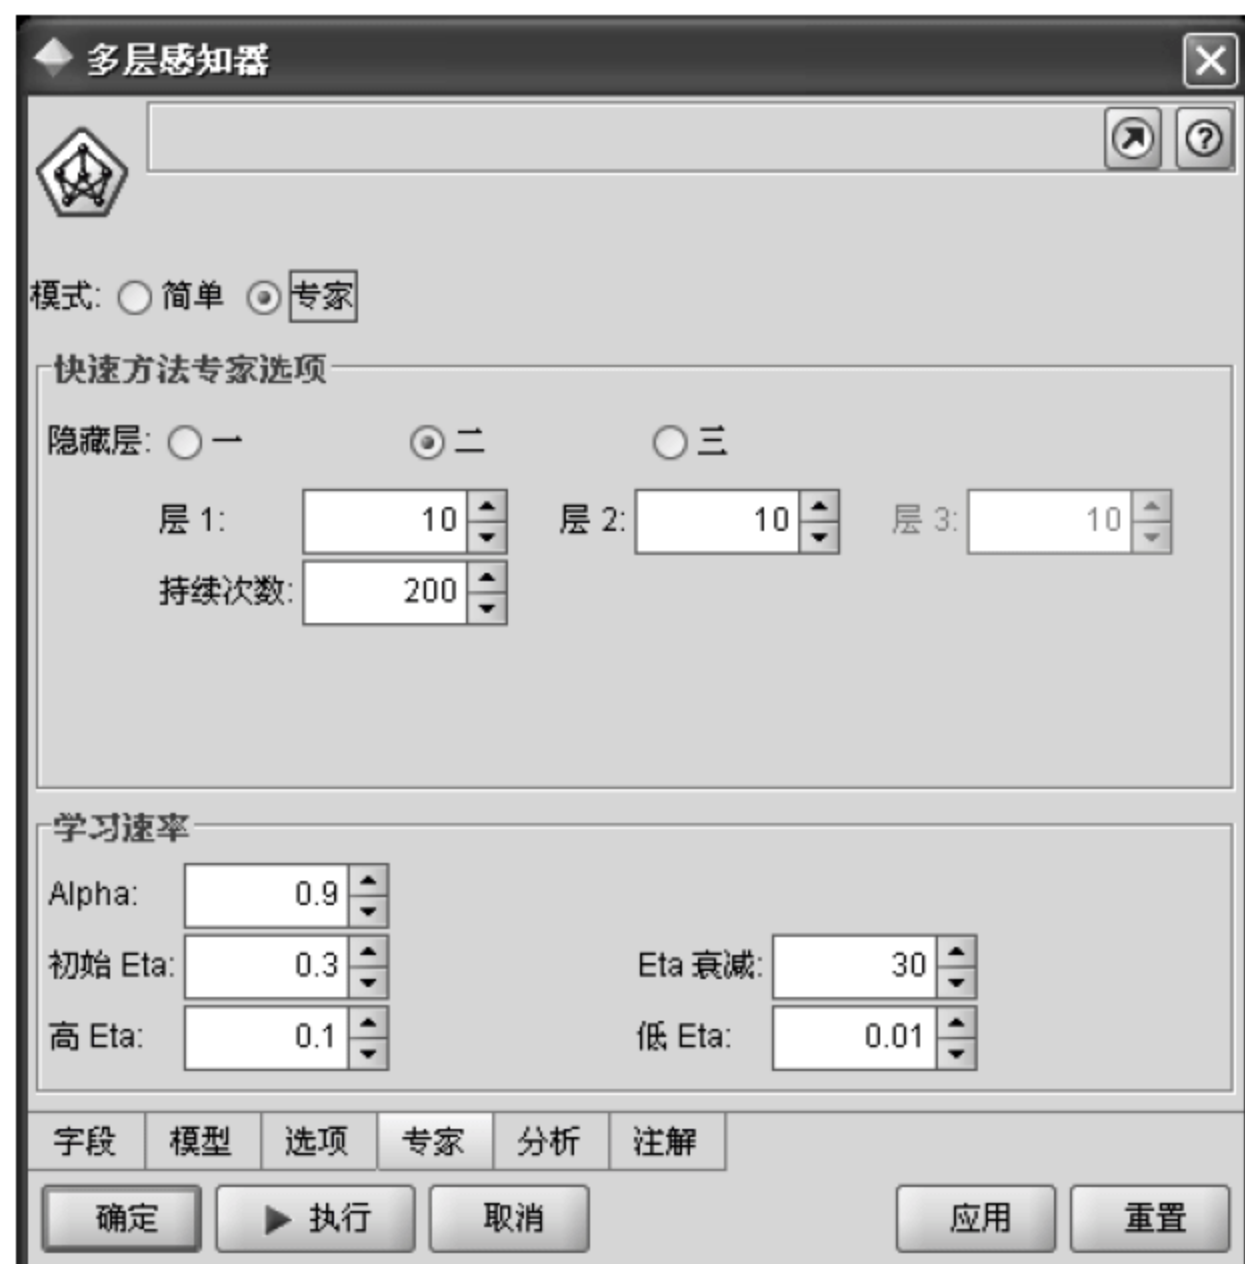 多层感知器
模式: 简单 专家
快速方法专家选项
隐藏层: 一 二 三
层 1: 10 层 2: 10 层 3: 10
持续次数: 200
学习速率
Alpha: 0.9
初始 Eta: 0.3 Eta 衰减: 30
高 Eta: 0.1 低 Eta: 0.01
字段 模型 选项 专家 分析 注解
确定 执行 取消 应用 重置